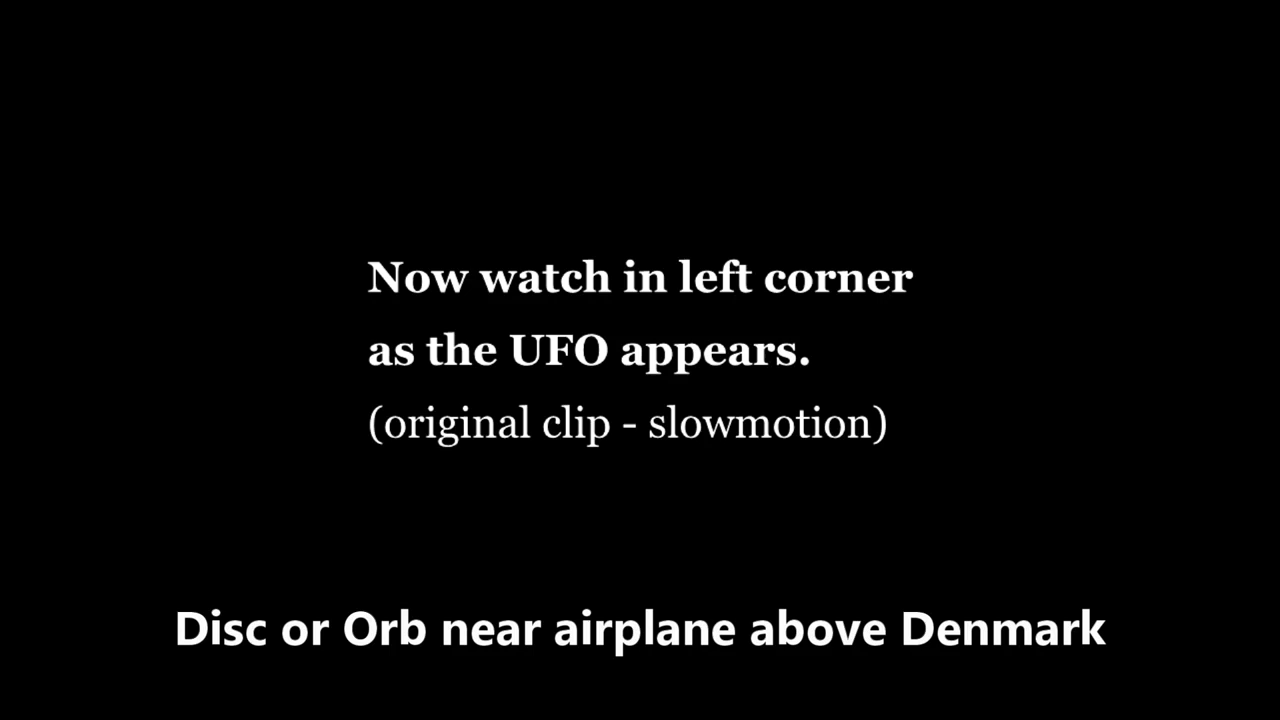 Now watch in left corner
as the UFO appears.
(original clip - slowmotion)
Disc or Orb near airplane above Denmark